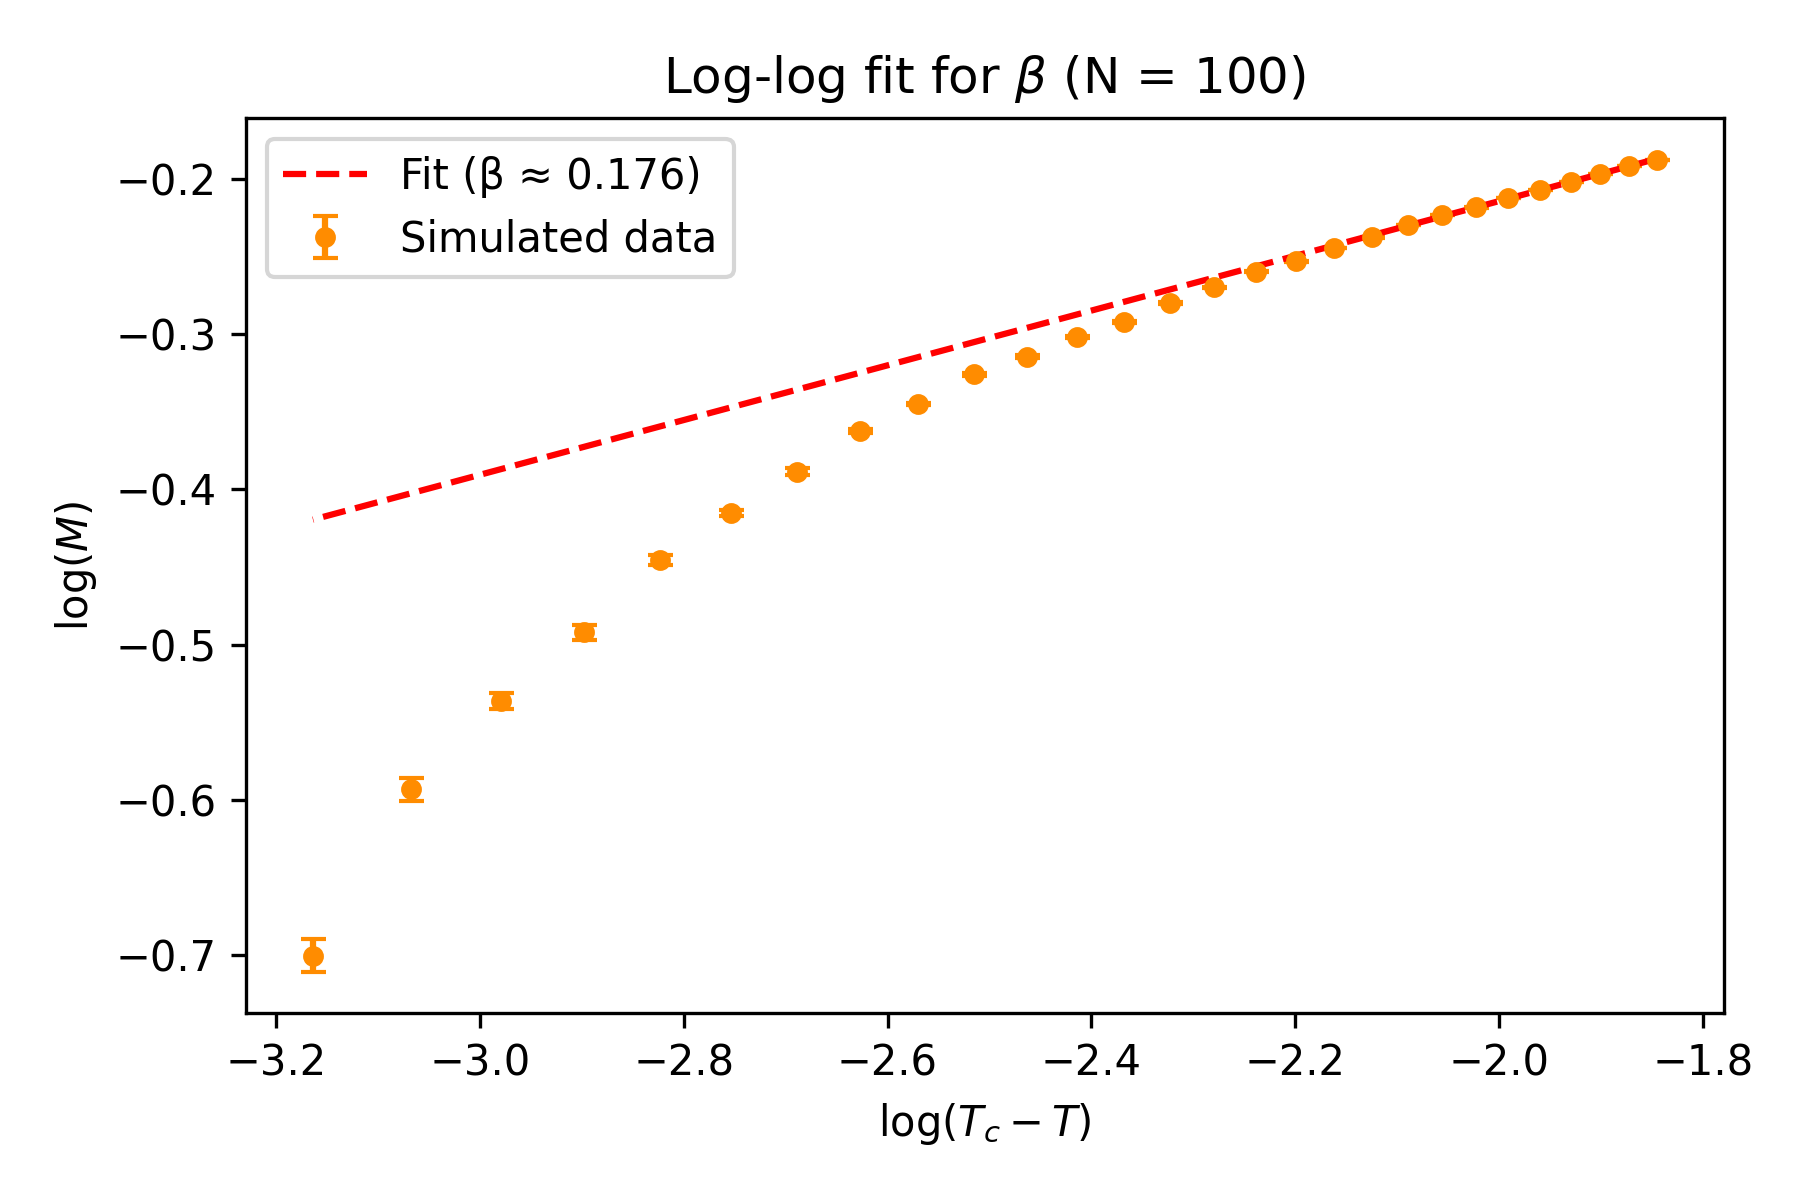 Log-log fit for β (N = 100)
Fit (β ≈ 0.176)
Simulated data
−0.2
−0.3
−0.4
−0.5
−0.6
−0.7
log(M)
−3.2 −3.0 −2.8 −2.6 −2.4 −2.2 −2.0 −1.8
log(T_c − T)